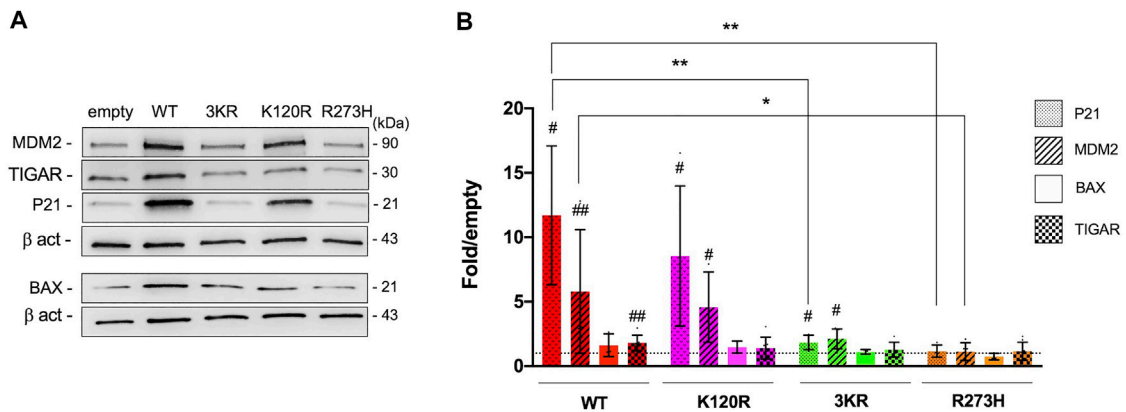 A
empty WT 3KR K120R R273H
(kDa)
MDM2 - - 90
TIGAR - - 30
P21 - - 21
β act - - 43
BAX - - 21
β act - - 43
B
**
**
*
Fold/empty
20
15
10
5
0
# ## ##
# #
# #
WT K120R 3KR R273H
P21
MDM2
BAX
TIGAR